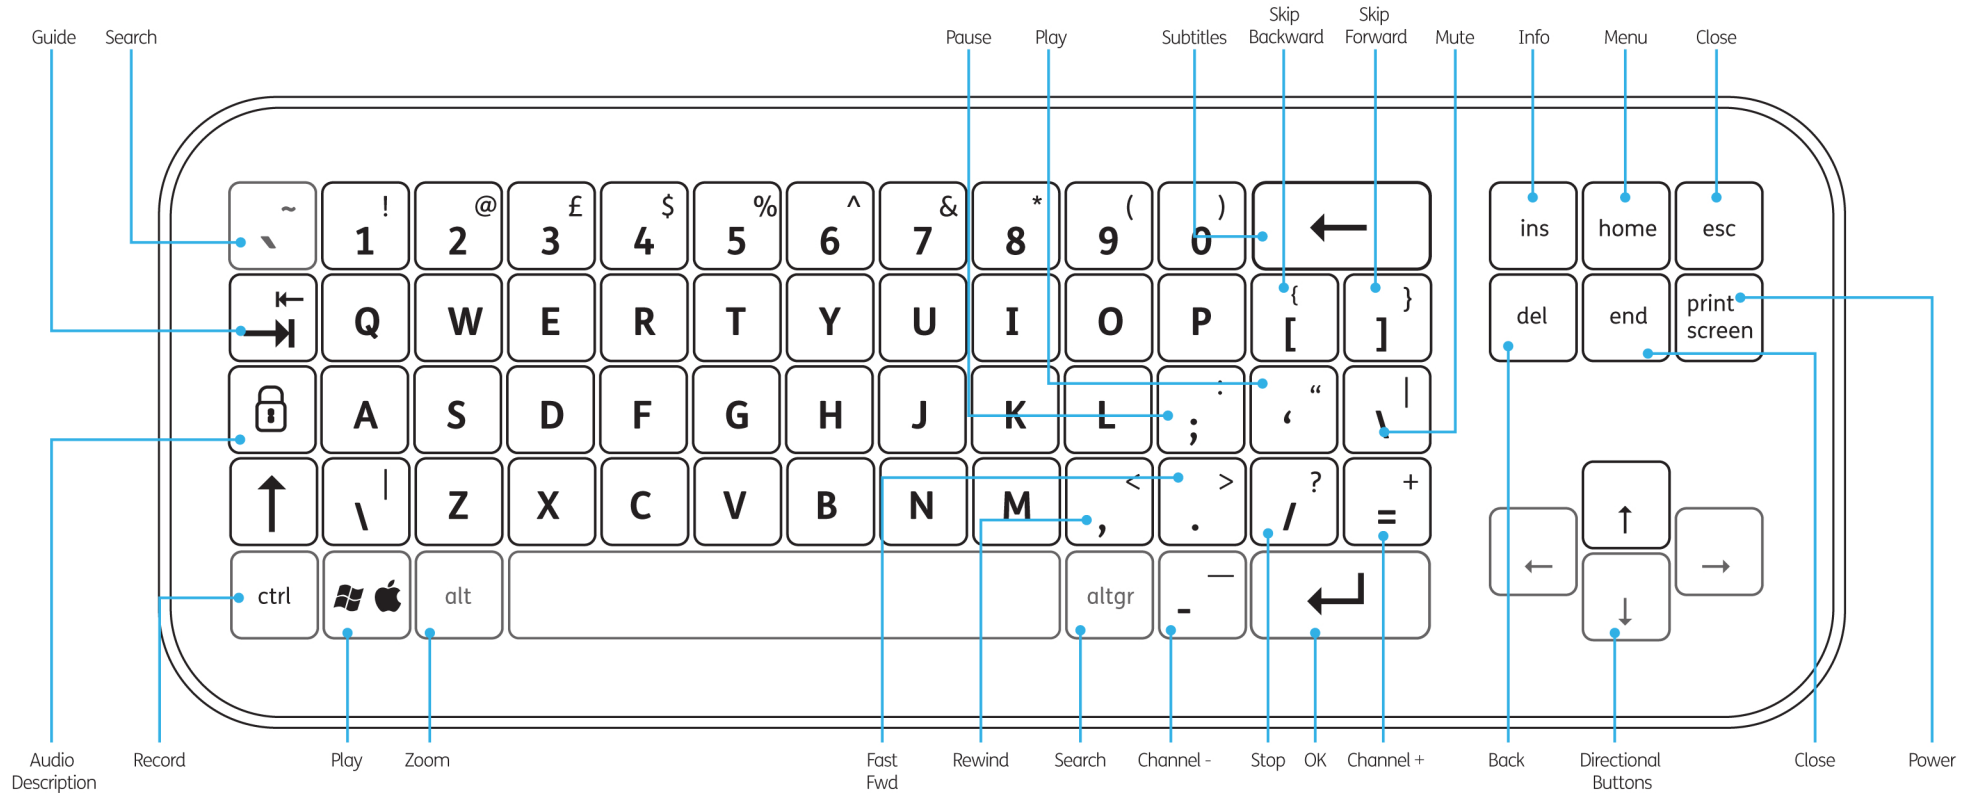 Guide Search Pause Play Subtitles Skip Backward Skip Forward Mute Info Menu Close
~ ` ! 1 @ 2 £ 3 $ 4 % 5 ^ 6 & 7 * 8 ( 9 ) 0 ← ins home esc
Q W E R T Y U I O P { [ } ] del end print screen
A S D F G H J K L : ; “ ‘ | \
↑ | \ Z X C V B N M < , > . ? / + = ↑
ctrl alt altgr — - ← → ↓
Audio Description Record Play Zoom Fast Fwd Rewind Search Channel - Stop OK Channel + Back Directional Buttons Close Power